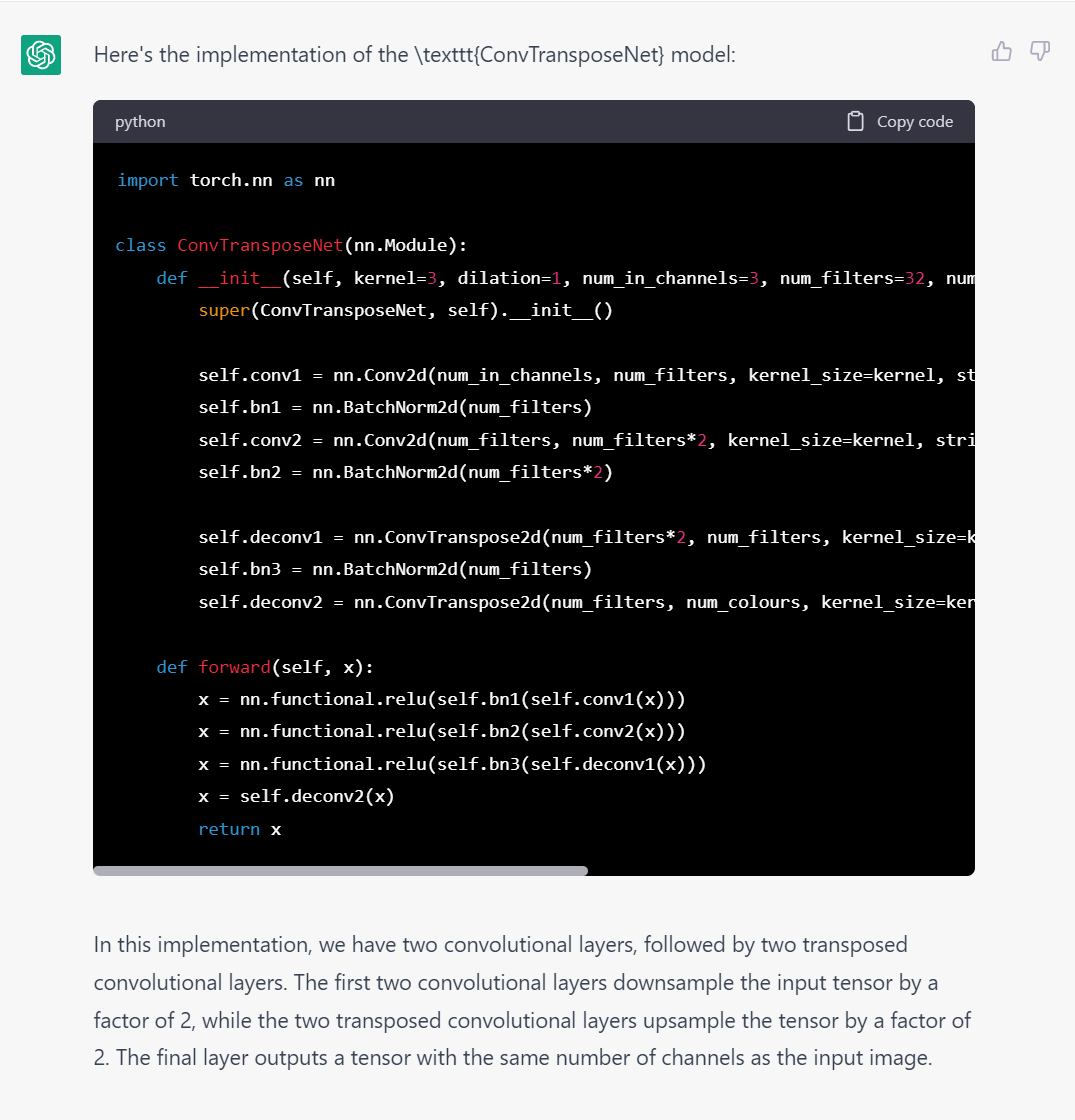 Here's the implementation of the \texttt{ConvTransposeNet} model:
python
Copy code
import torch.nn as nn
class ConvTransposeNet(nn.Module):
def __init__(self, kernel=3, dilation=1, num_in_channels=3, num_filters=32, num
super(ConvTransposeNet, self).__init__()
self.conv1 = nn.Conv2d(num_in_channels, num_filters, kernel_size=kernel, st
self.bn1 = nn.BatchNorm2d(num_filters)
self.conv2 = nn.Conv2d(num_filters, num_filters*2, kernel_size=kernel, stri
self.bn2 = nn.BatchNorm2d(num_filters*2)
self.deconv1 = nn.ConvTranspose2d(num_filters*2, num_filters, kernel_size=k
self.bn3 = nn.BatchNorm2d(num_filters)
self.deconv2 = nn.ConvTranspose2d(num_filters, num_colours, kernel_size=ker
def forward(self, x):
x = nn.functional.relu(self.bn1(self.conv1(x)))
x = nn.functional.relu(self.bn2(self.conv2(x)))
x = nn.functional.relu(self.bn3(self.deconv1(x)))
x = self.deconv2(x)
return x
In this implementation, we have two convolutional layers, followed by two transposed
convolutional layers. The first two convolutional layers downsample the input tensor by a
factor of 2, while the two transposed convolutional layers upsample the tensor by a factor of
2. The final layer outputs a tensor with the same number of channels as the input image.